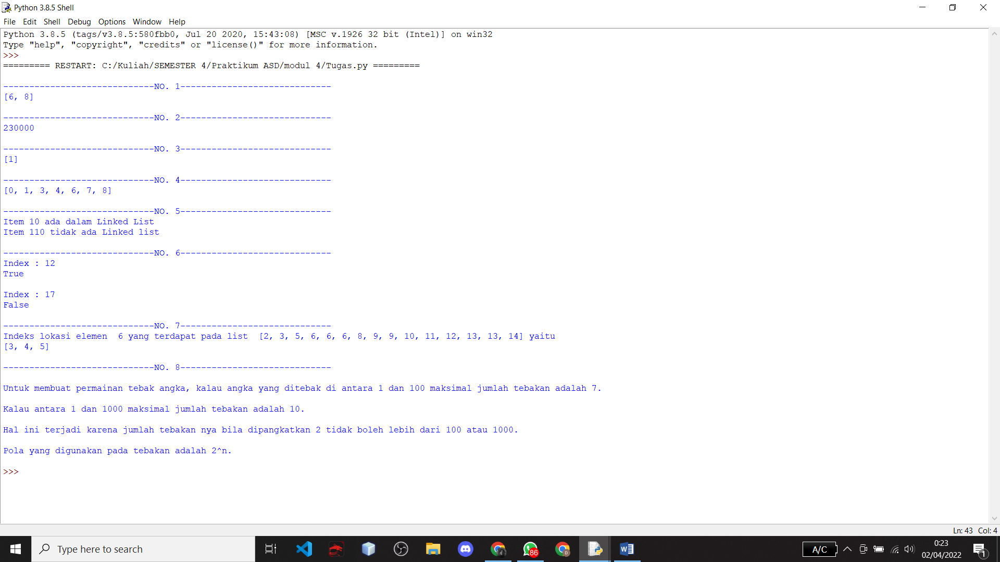 Python 3.8.5 Shell
File Edit Shell Debug Options Window Help
Python 3.8.5 (tags/v3.8.5:580fbb0, Jul 20 2020, 15:43:08) [MSC v.1926 32 bit (Intel)] on win32
Type "help", "copyright", "credits" or "license()" for more information.
>>>
========= RESTART: C:/Kuliah/SEMESTER 4/Praktikum ASD/modul 4/Tugas.py =========
-----------------------------NO. 1-----------------------------
[6, 8]
-----------------------------NO. 2-----------------------------
230000
-----------------------------NO. 3-----------------------------
[1]
-----------------------------NO. 4-----------------------------
[0, 1, 3, 4, 6, 7, 8]
-----------------------------NO. 5-----------------------------
Item 10 ada dalam Linked List
Item 110 tidak ada Linked list
-----------------------------NO. 6-----------------------------
Index : 12
True
Index : 17
False
-----------------------------NO. 7-----------------------------
Indeks lokasi elemen  6 yang terdapat pada list  [2, 3, 5, 6, 6, 6, 8, 9, 9, 10, 11, 12, 13, 13, 14] yaitu
[3, 4, 5]
-----------------------------NO. 8-----------------------------
Untuk membuat permainan tebak angka, kalau angka yang ditebak di antara 1 dan 100 maksimal jumlah tebakan adalah 7.
Kalau antara 1 dan 1000 maksimal jumlah tebakan adalah 10.
Hal ini terjadi karena jumlah tebakan nya bila dipangkatkan 2 tidak boleh lebih dari 100 atau 1000.
Pola yang digunakan pada tebakan adalah 2^n.
>>>
Ln: 43 Col: 4
Type here to search
86
D
A/C
0:23
02/04/2022
1